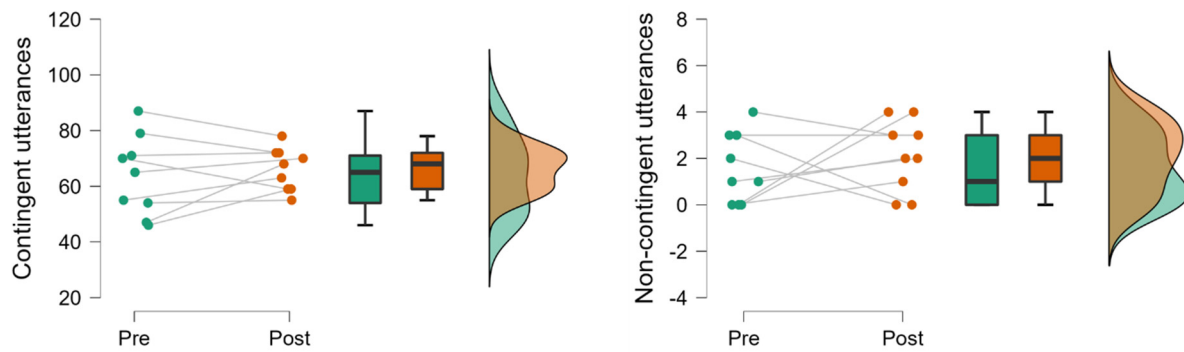 Contingent utterances
120
100
80
60
40
20
Pre
Post
Non-contingent utterances
8
6
4
2
0
-2
-4
Pre
Post